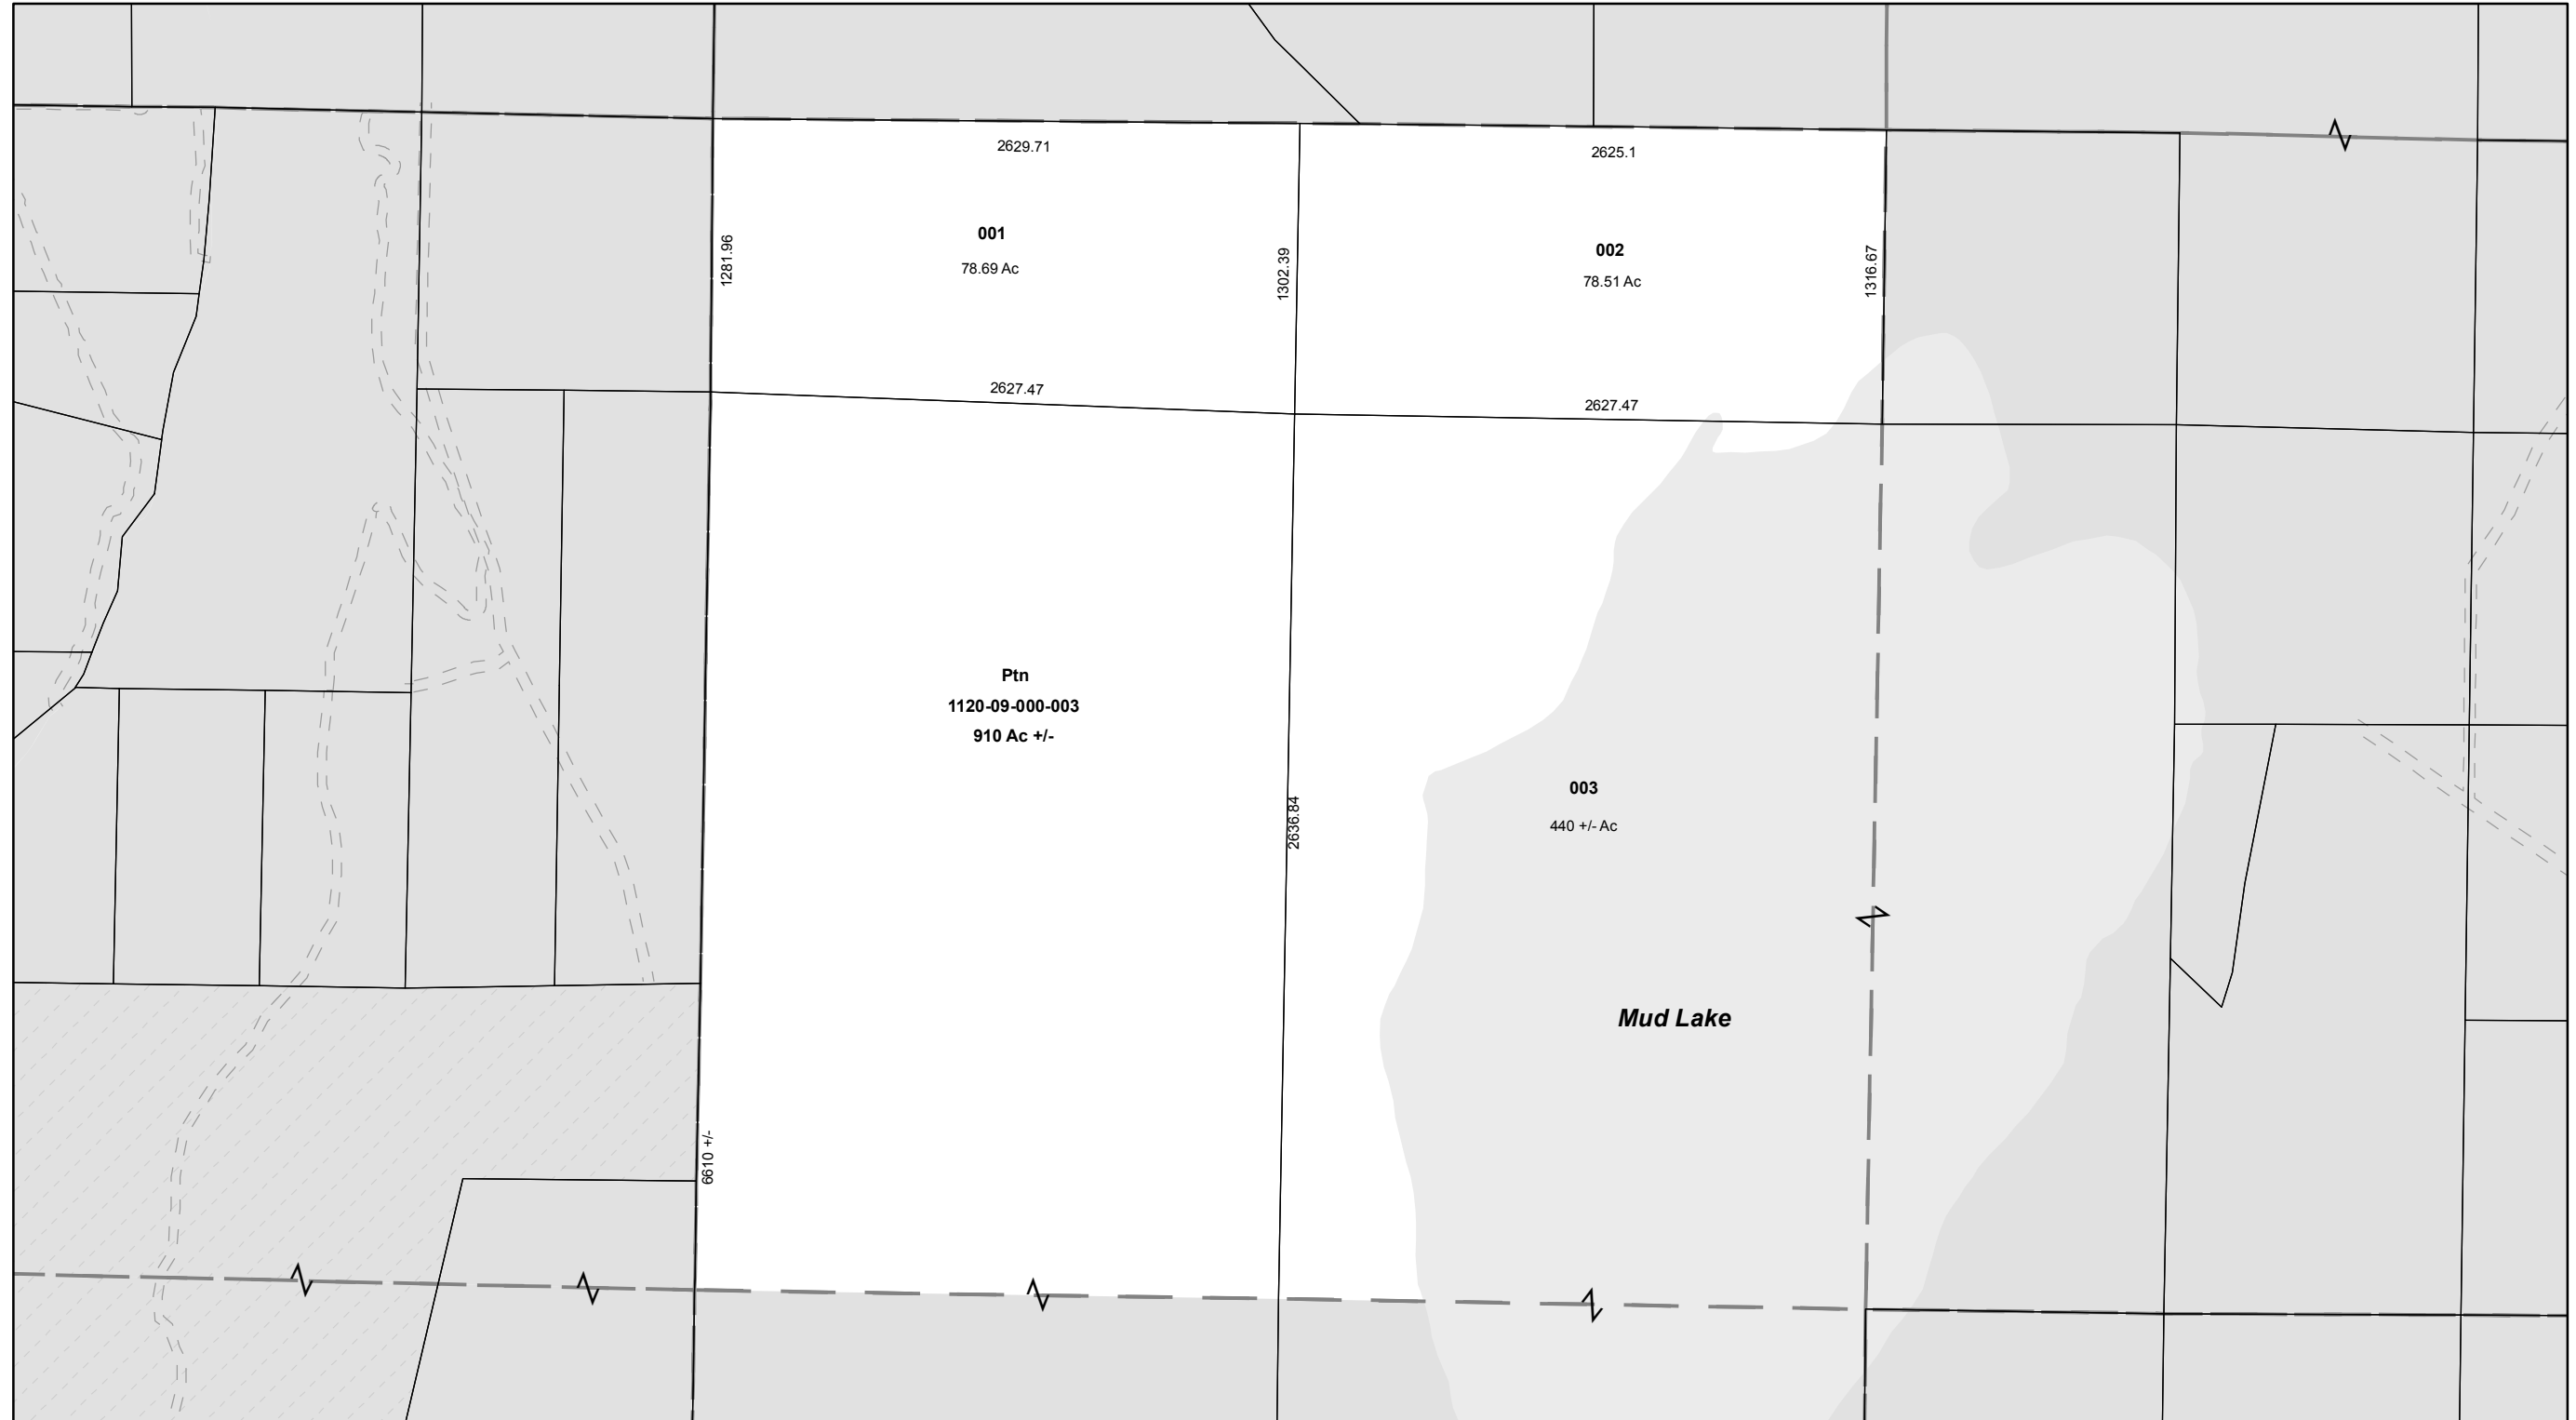 2629.71
2625.1
001
78.69 Ac
1281.96
1302.39
002
78.51 Ac
1316.67
2627.47
2627.47
Ptn
1120-09-000-003
910 Ac +/-
003
440 +/- Ac
2636.84
Mud Lake
6610 +/-